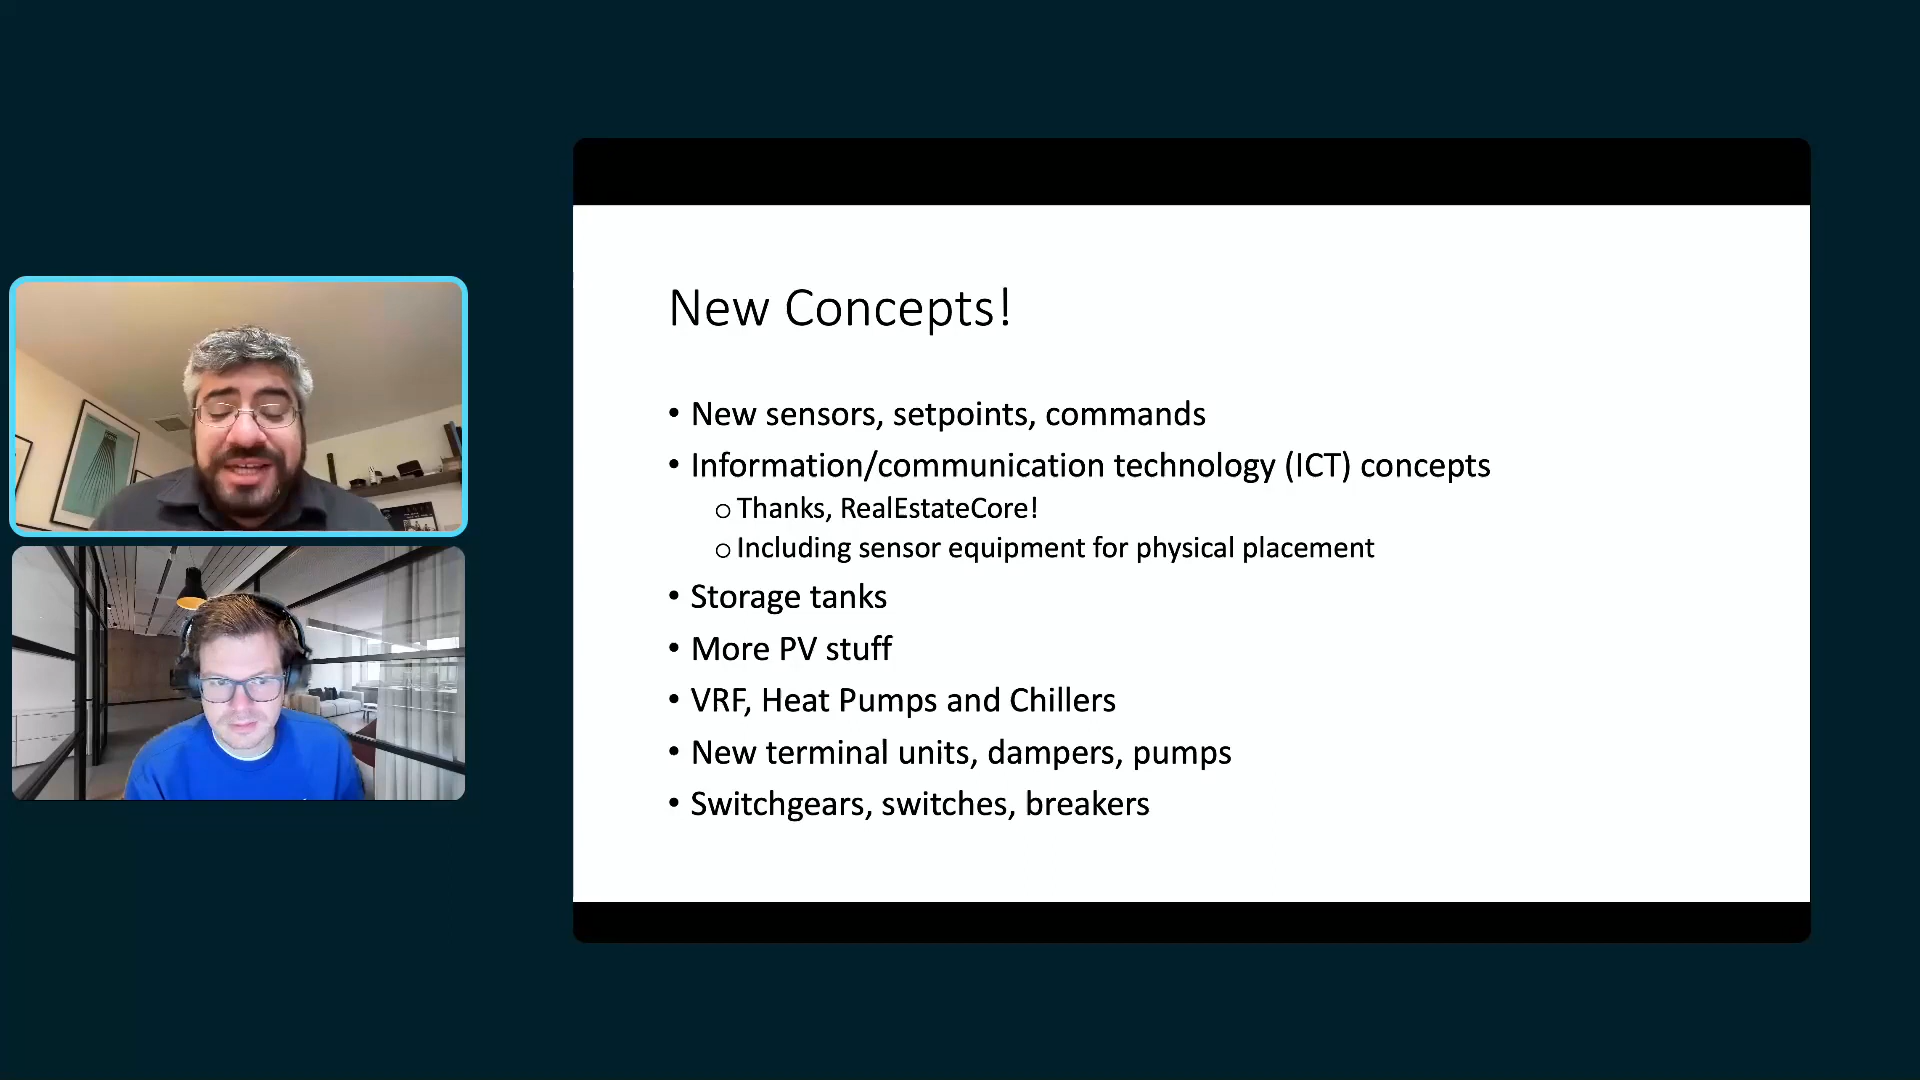 New Concepts!
• New sensors, setpoints, commands
• Information/communication technology (ICT) concepts
o Thanks, RealEstateCore!
o Including sensor equipment for physical placement
• Storage tanks
• More PV stuff
• VRF, Heat Pumps and Chillers
• New terminal units, dampers, pumps
• Switchgears, switches, breakers